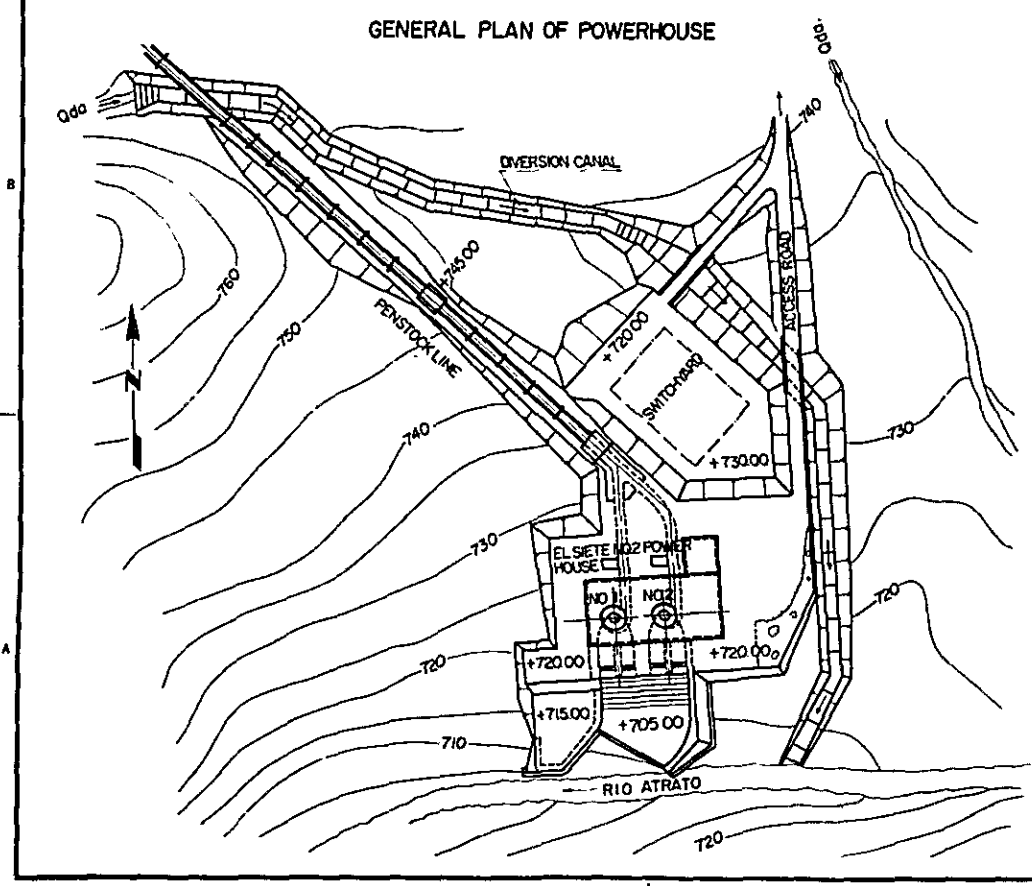 GENERAL PLAN OF POWERHOUSE
Qda.
Qda
740
B
DIVERSION CANAL
+745.00
760
ACCESS ROAD
750
PENSTOCK LINE
+720.00
SWITCHYARD
N
740
730
+730.00
730
EL SIETE NO.2 POWER
HOUSE
NO.1
NO.2
720
A
+720.00
+720.00
720
+715.00
+705.00
710
RIO ATRATO
720